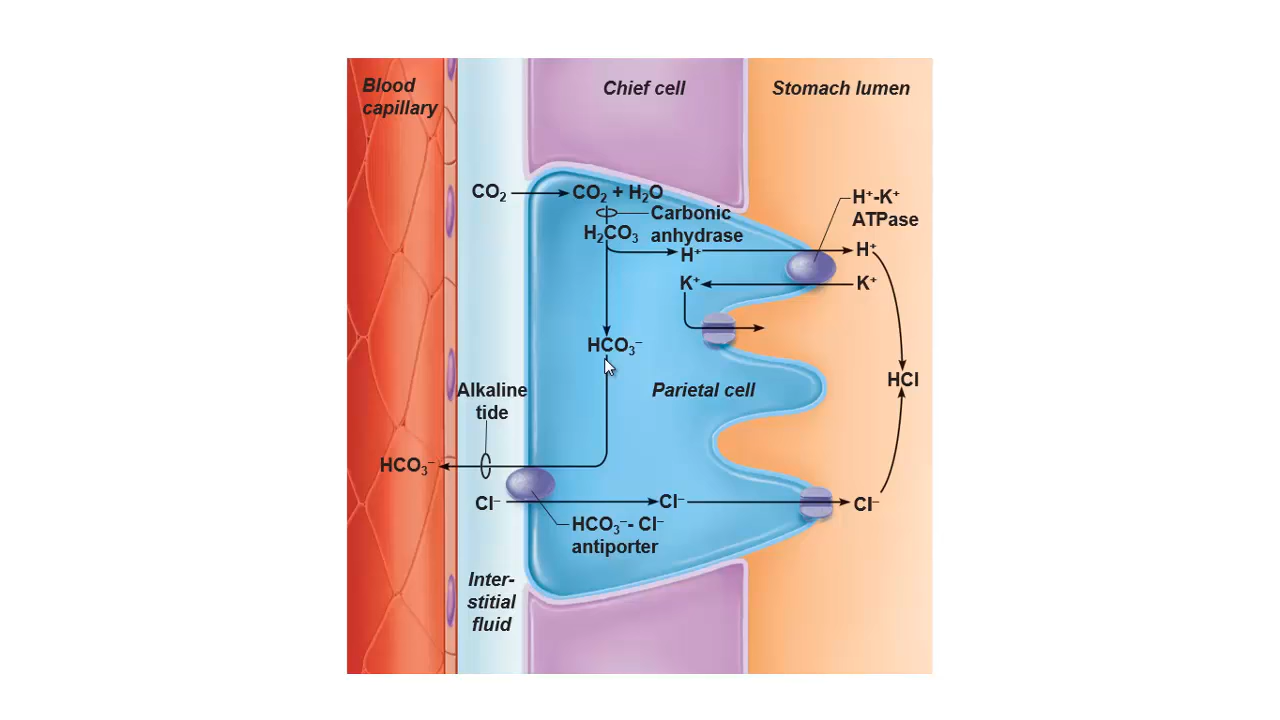 Blood
capillary
Chief cell
Stomach lumen
CO₂
CO₂ + H₂O
H⁺-K⁺
ATPase
Carbonic
anhydrase
H₂CO₃
H⁺
H⁺
K⁺
K⁺
HCO₃⁻
HCl
Alkaline
tide
Parietal cell
HCO₃⁻
Cl⁻
Cl⁻
Cl⁻
HCO₃⁻- Cl⁻
antiporter
Inter-
stitial
fluid